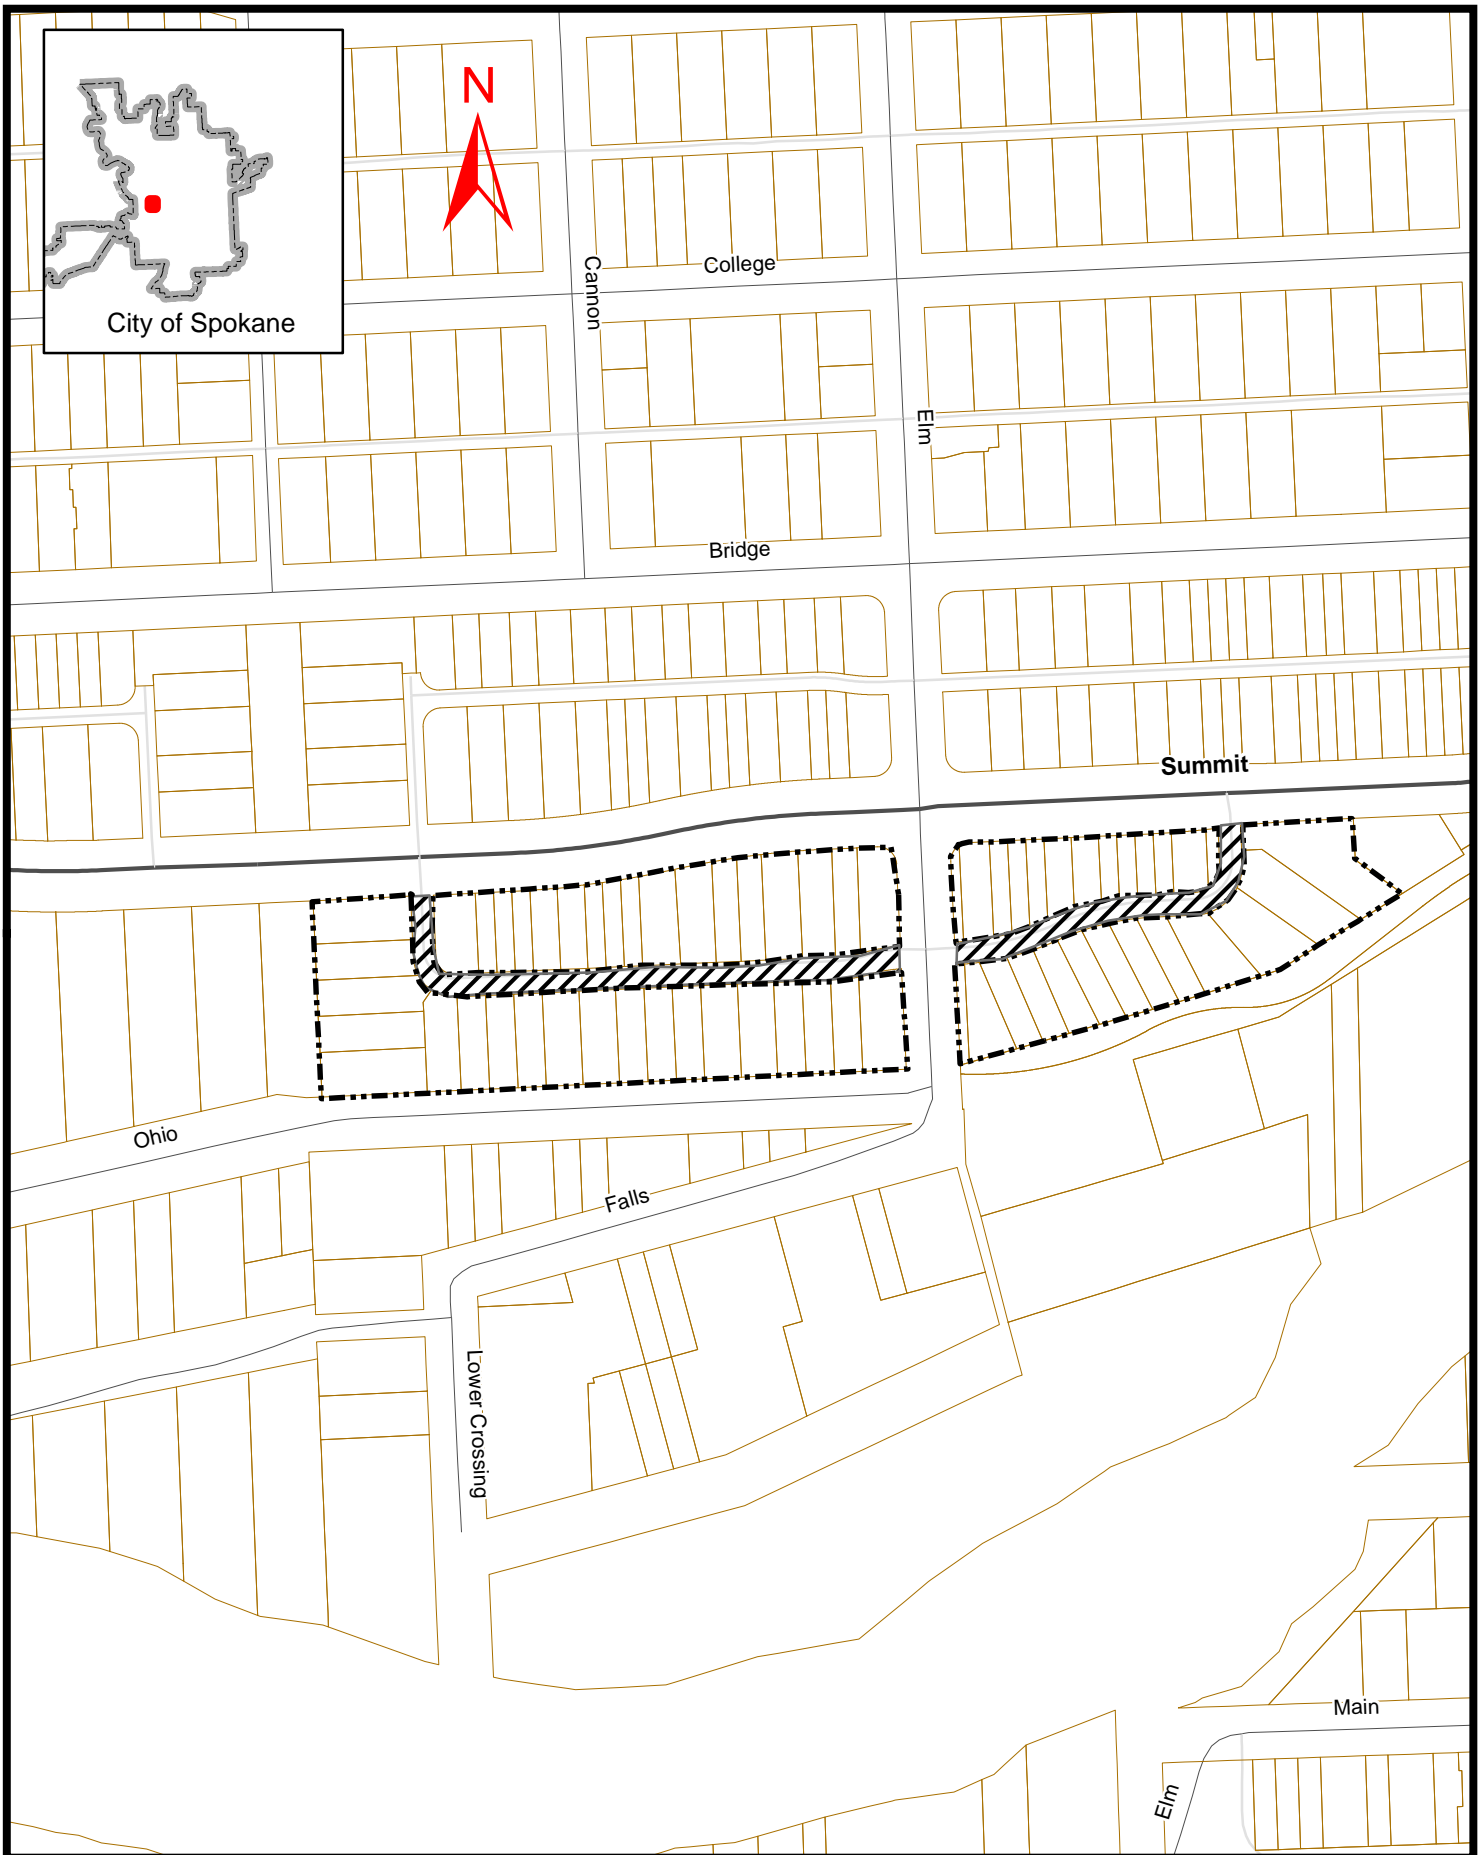 N
College
Cannon
City of Spokane
Elm
Bridge
Summit
Ohio
Falls
Lower Crossing
Main
Elm